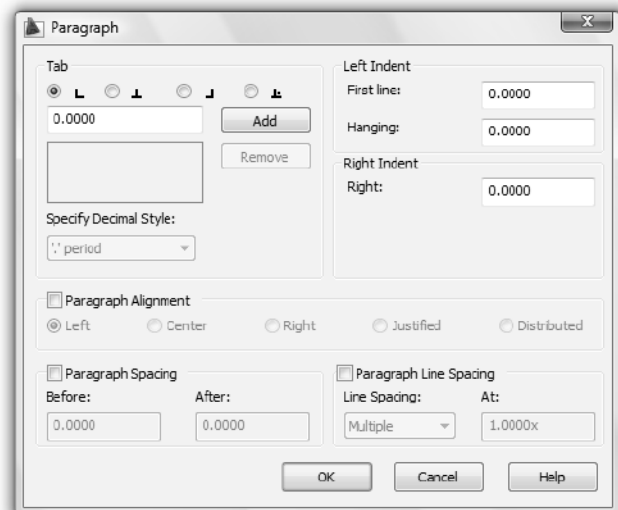 Paragraph
Tab
0.0000
Add
Remove
Specify Decimal Style:
'.' period
Left Indent
First line: 0.0000
Hanging: 0.0000
Right Indent
Right: 0.0000
Paragraph Alignment
Left Center Right Justified Distributed
Paragraph Spacing
Before: After:
0.0000 0.0000
Paragraph Line Spacing
Line Spacing: At:
Multiple 1.0000x
OK Cancel Help